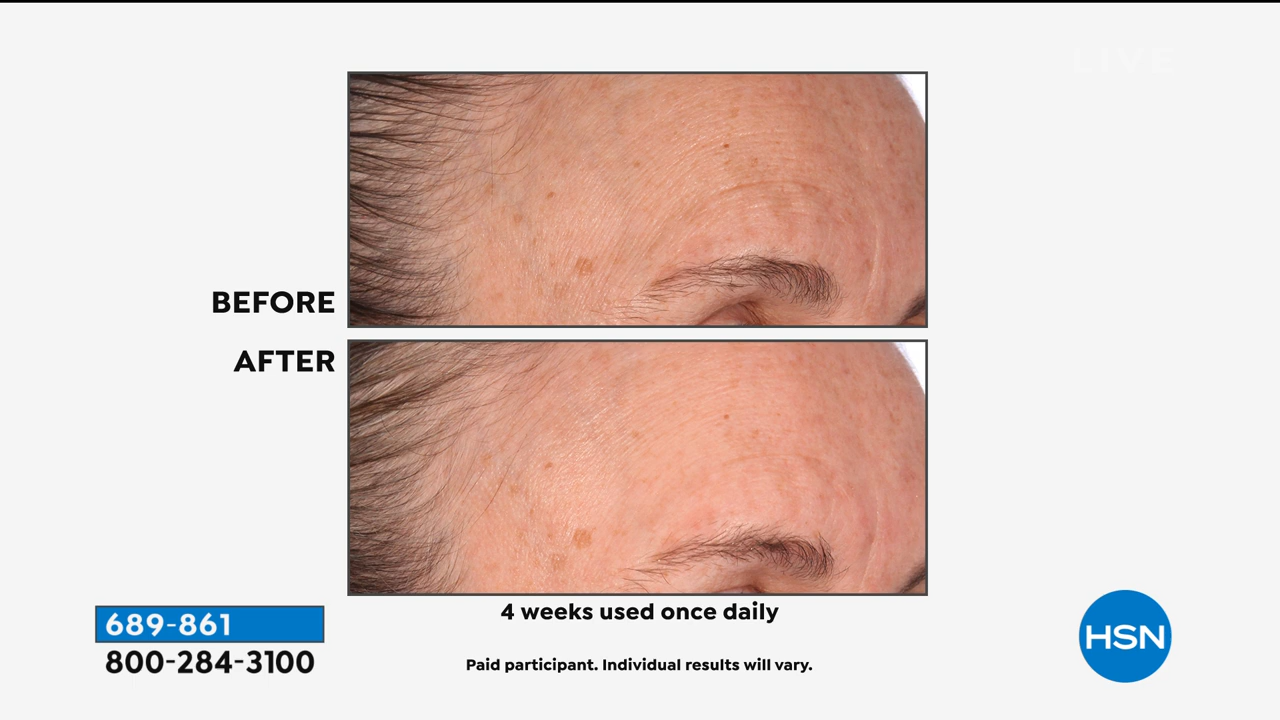 LIVE
BEFORE
AFTER
4 weeks used once daily
689-861
800-284-3100
Paid participant. Individual results will vary.
HSN